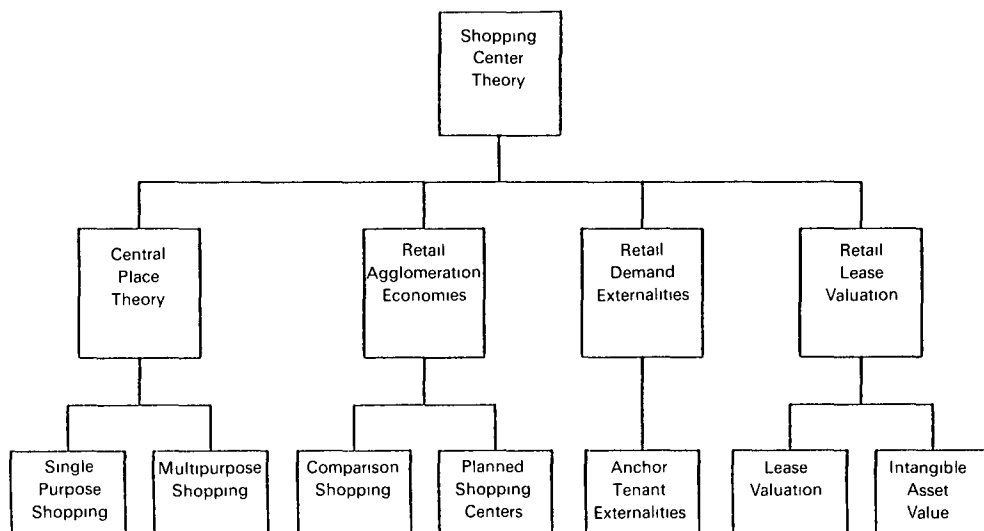 Shopping
Center
Theory
Central
Place
Theory
Retail
Agglomeration
Economies
Retail
Demand
Externalities
Retail
Lease
Valuation
Single
Purpose
Shopping
Multipurpose
Shopping
Comparison
Shopping
Planned
Shopping
Centers
Anchor
Tenant
Externalities
Lease
Valuation
Intangible
Asset
Value